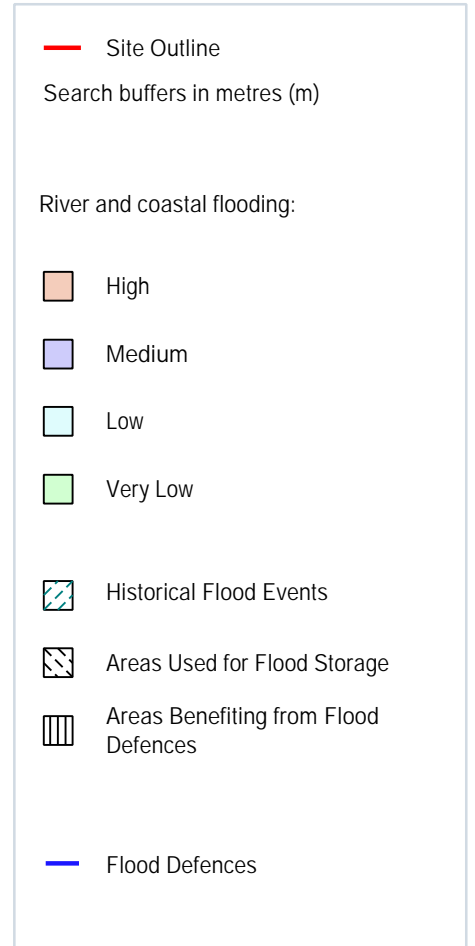 Site Outline
Search buffers in metres (m)
River and coastal flooding:
High
Medium
Low
Very Low
Historical Flood Events
Areas Used for Flood Storage
Areas Benefiting from Flood
Defences
Flood Defences